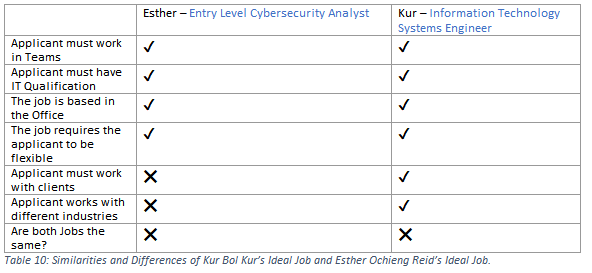 Esther – Entry Level Cybersecurity Analyst
Kur – Information Technology
Systems Engineer
Applicant must work
in Teams
✓ ✓
Applicant must have
IT Qualification
✓ ✓
The job is based in
the Office
✓ ✓
The job requires the
applicant to be
flexible
✓ ✓
Applicant must work
with clients
✕ ✓
Applicant works with
different industries
✕ ✓
Are both Jobs the
same?
✕ ✕
Table 10: Similarities and Differences of Kur Bol Kur's Ideal Job and Esther Ochieng Reid's Ideal Job.